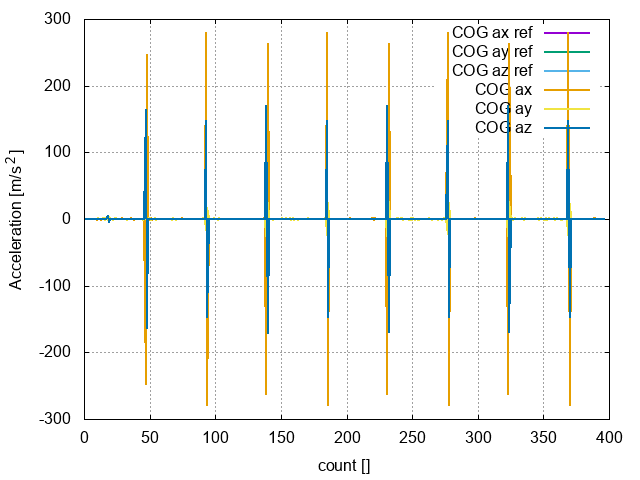 300
200
100
0
-100
-200
-300
0 50 100 150 200 250 300 350 400
Acceleration [m/s²]
count []
COG ax ref
COG ay ref
COG az ref
COG ax
COG ay
COG az